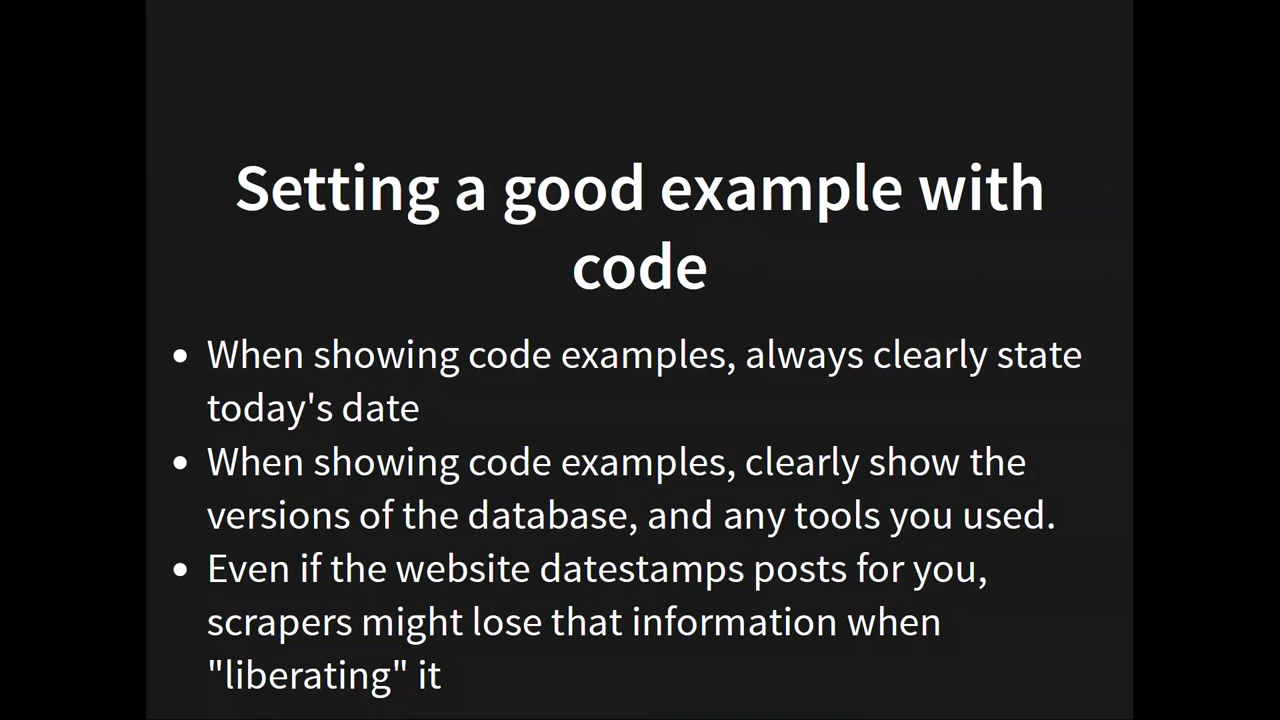 Setting a good example with
code
• When showing code examples, always clearly state
today's date
• When showing code examples, clearly show the
versions of the database, and any tools you used.
• Even if the website datestamps posts for you,
scrapers might lose that information when
"liberating" it